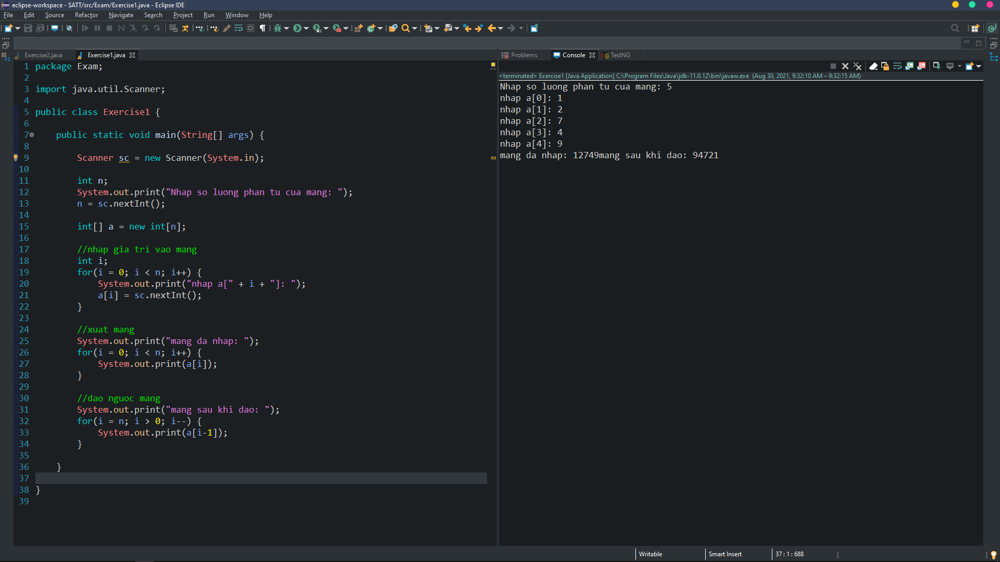 eclipse-workspace - SATT/src/Exam/Exercise1.java - Eclipse IDE
File Edit Source Refactor Navigate Search Project Run Window Help
Exercise2.java Exercise1.java
1 package Exam;
2
3 import java.util.Scanner;
4
5 public class Exercise1 {
6
7 public static void main(String[] args) {
8
9 Scanner sc = new Scanner(System.in);
10
11 int n;
12 System.out.print("Nhap so luong phan tu cua mang: ");
13 n = sc.nextInt();
14
15 int[] a = new int[n];
16
17 //nhap gia tri vao mang
18 int i;
19 for(i = 0; i < n; i++) {
20 System.out.print("nhap a[" + i + "]: ");
21 a[i] = sc.nextInt();
22 }
23
24 //xuat mang
25 System.out.print("mang da nhap: ");
26 for(i = 0; i < n; i++) {
27 System.out.print(a[i]);
28 }
29
30 //dao nguoc mang
31 System.out.print("mang sau khi dao: ");
32 for(i = n; i > 0; i--) {
33 System.out.print(a[i-1]);
34 }
35
36 }
37
38 }
39
Problems Console TestNG
<terminated> Exercise1 [Java Application] C:\Program Files\Java\jdk-11.0.12\bin\javaw.exe (Aug 30, 2021, 9:32:10 AM – 9:32:15 AM)
Nhap so luong phan tu cua mang: 5
nhap a[0]: 1
nhap a[1]: 2
nhap a[2]: 7
nhap a[3]: 4
nhap a[4]: 9
mang da nhap: 12749mang sau khi dao: 94721
Writable Smart Insert 37 : 1 : 688